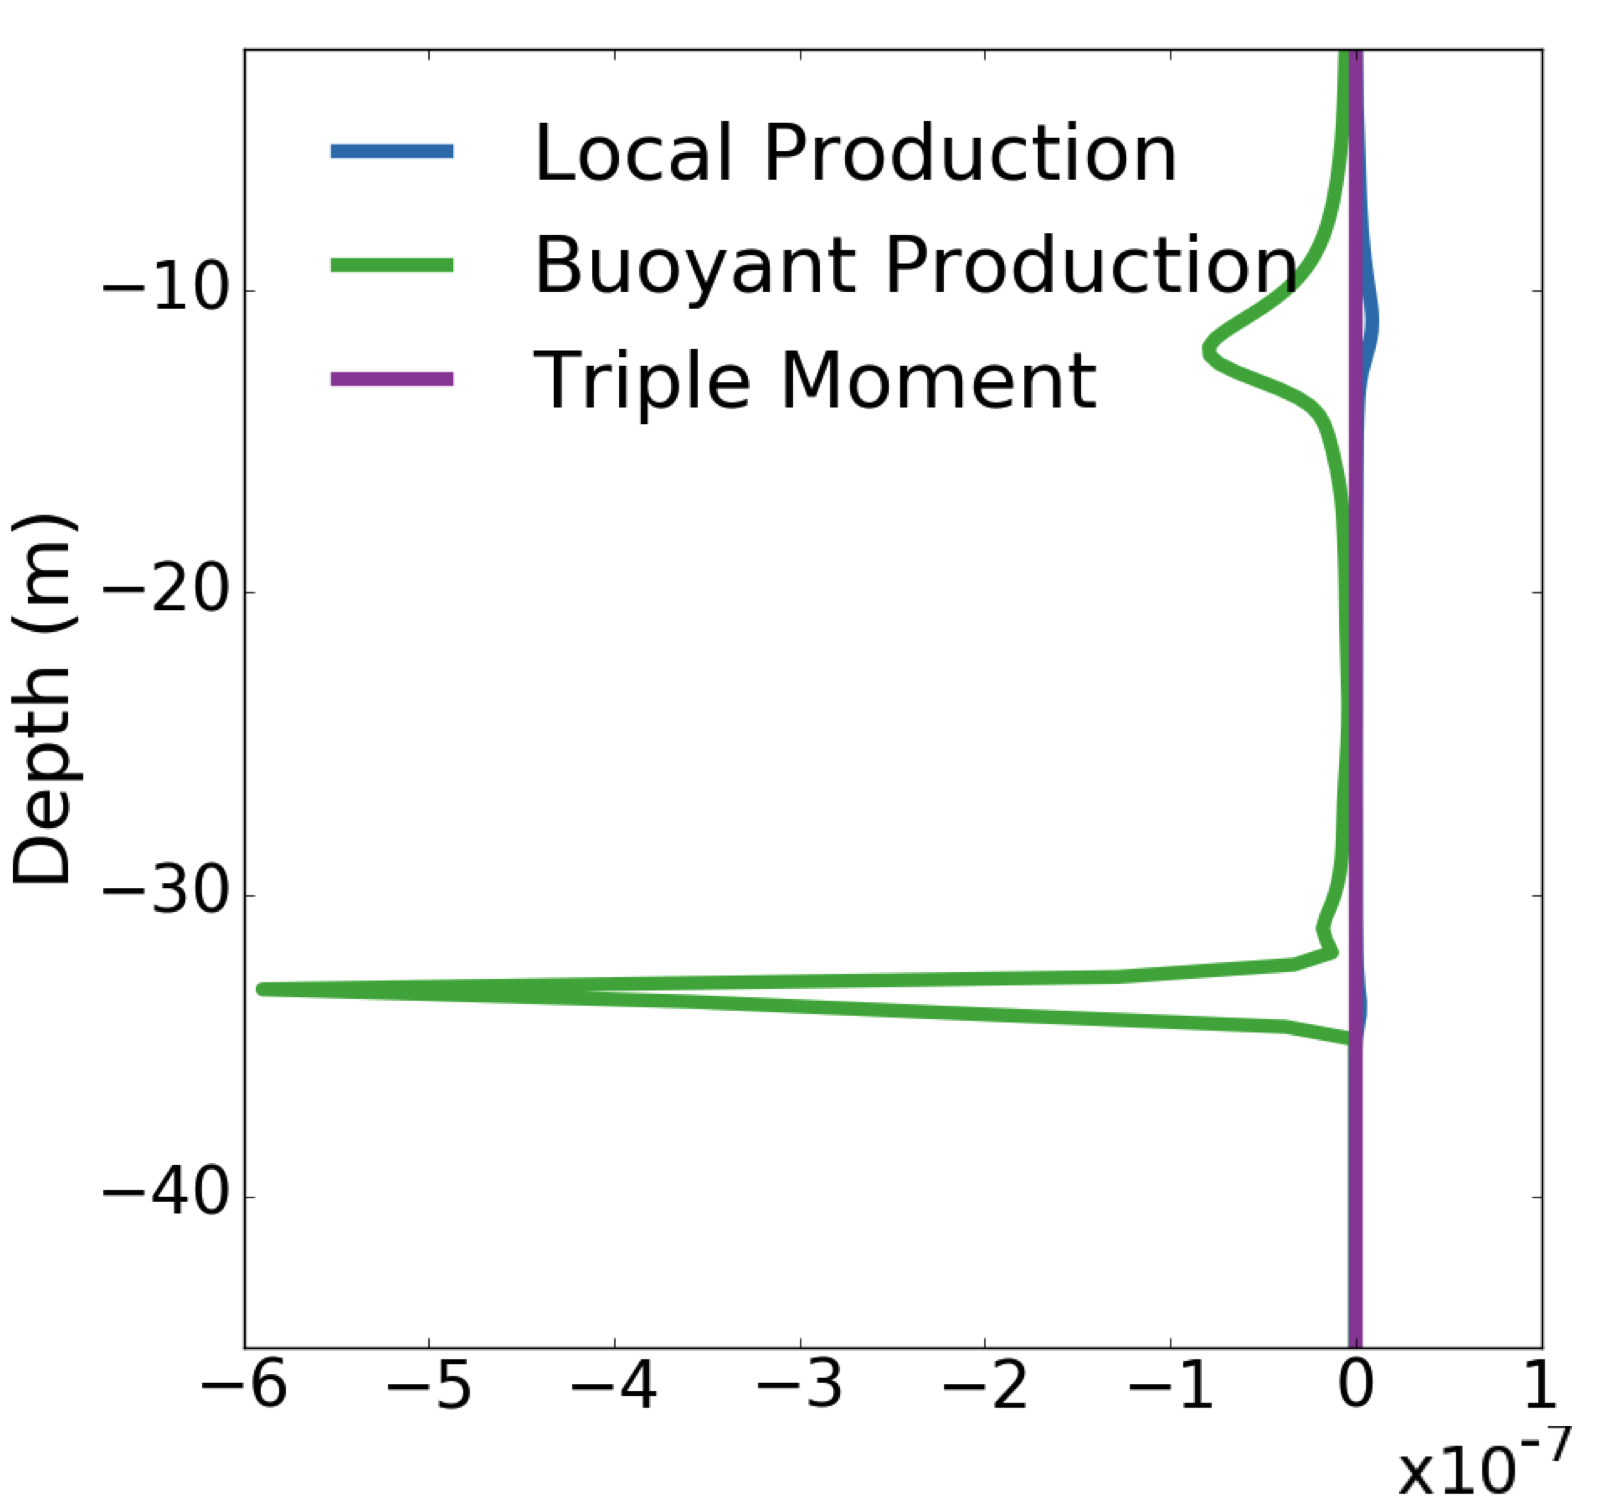 Local Production
Buoyant Production
Triple Moment
Depth (m)
−10
−20
−30
−40
−6 −5 −4 −3 −2 −1 0 1
x10-7